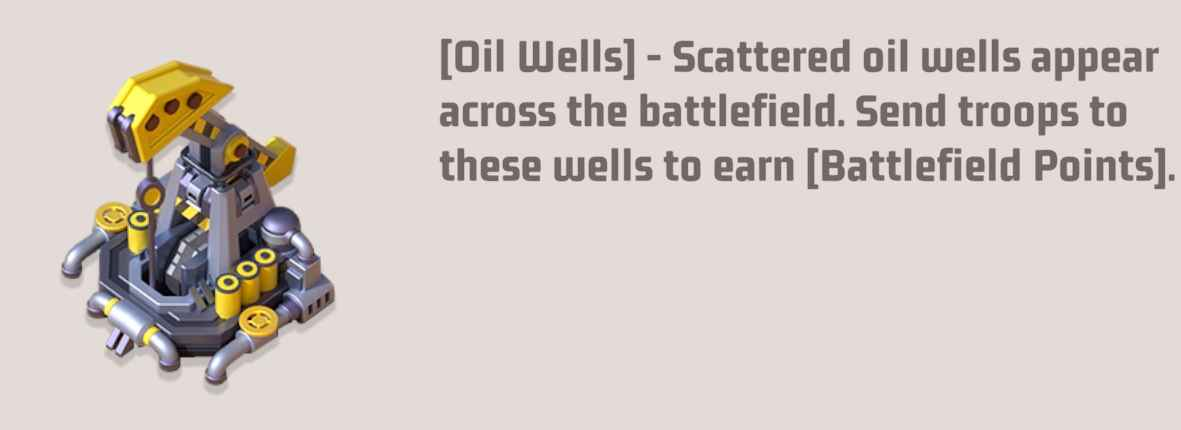 [Oil Wells] - Scattered oil wells appear
across the battlefield. Send troops to
these wells to earn [Battlefield Points].